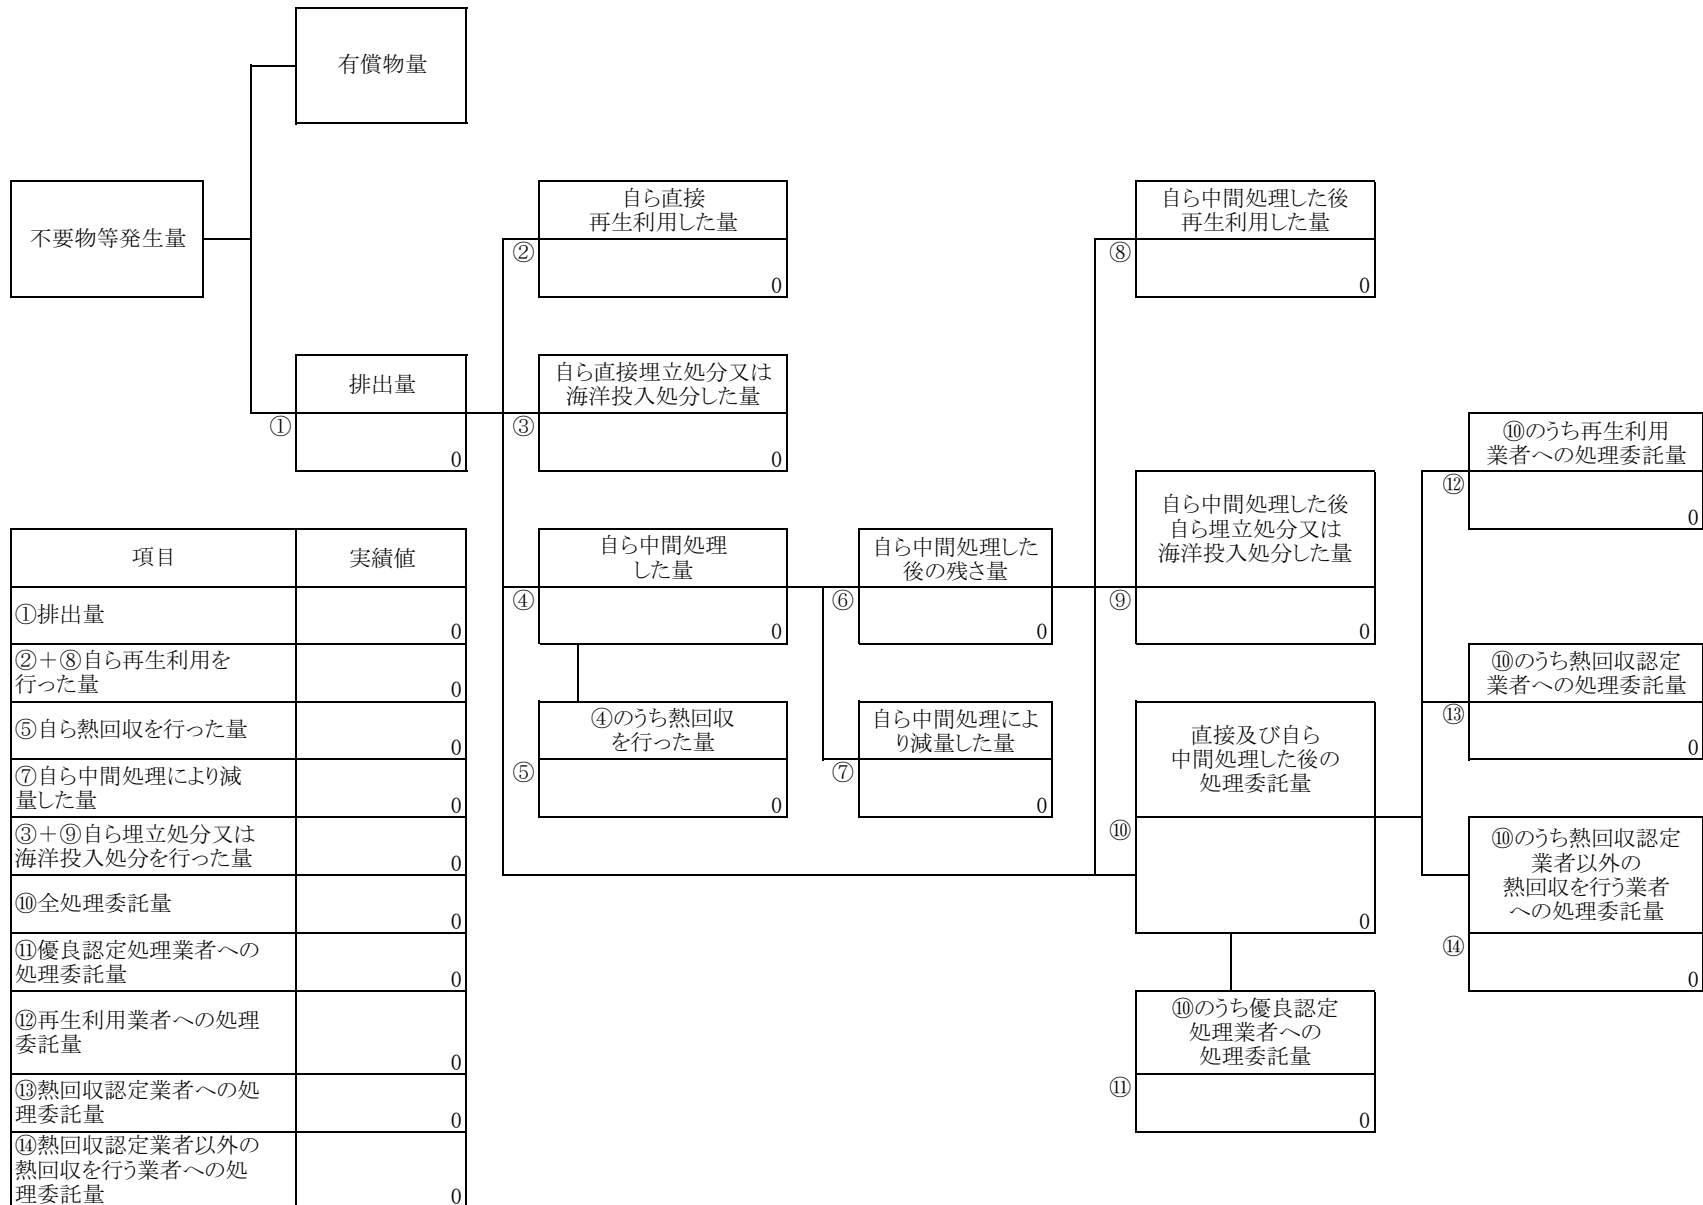 有償物量
不要物等発生量
自ら直接
再生利用した量
②
0
自ら中間処理した後
再生利用した量
⑧
0
排出量
①
0
自ら直接埋立処分又は
海洋投入処分した量
③
0
⑩のうち再生利用
業者への処理委託量
⑫
0
自ら中間処理
した量
④
0
自ら中間処理した
後の残さ量
⑥
0
自ら中間処理した後
自ら埋立処分又は
海洋投入処分した量
⑨
0
⑩のうち熱回収認定
業者への処理委託量
⑬
0
④のうち熱回収
を行った量
⑤
0
自ら中間処理によ
り減量した量
⑦
0
直接及び自ら
中間処理した後の
処理委託量
⑩
0
⑩のうち熱回収認定
業者以外の
熱回収を行う業者
への処理委託量
⑭
0
⑩のうち優良認定
処理業者への
処理委託量
⑪
0
項目 実績値
①排出量
0
②+⑧自ら再生利用を
行った量
0
⑤自ら熱回収を行った量
0
⑦自ら中間処理により減
量した量
0
③+⑨自ら埋立処分又は
海洋投入処分を行った量
0
⑩全処理委託量
0
⑪優良認定処理業者への
処理委託量
0
⑫再生利用業者への処理
委託量
0
⑬熱回収認定業者への処
理委託量
0
⑭熱回収認定業者以外の
熱回収を行う業者への処
理委託量
0